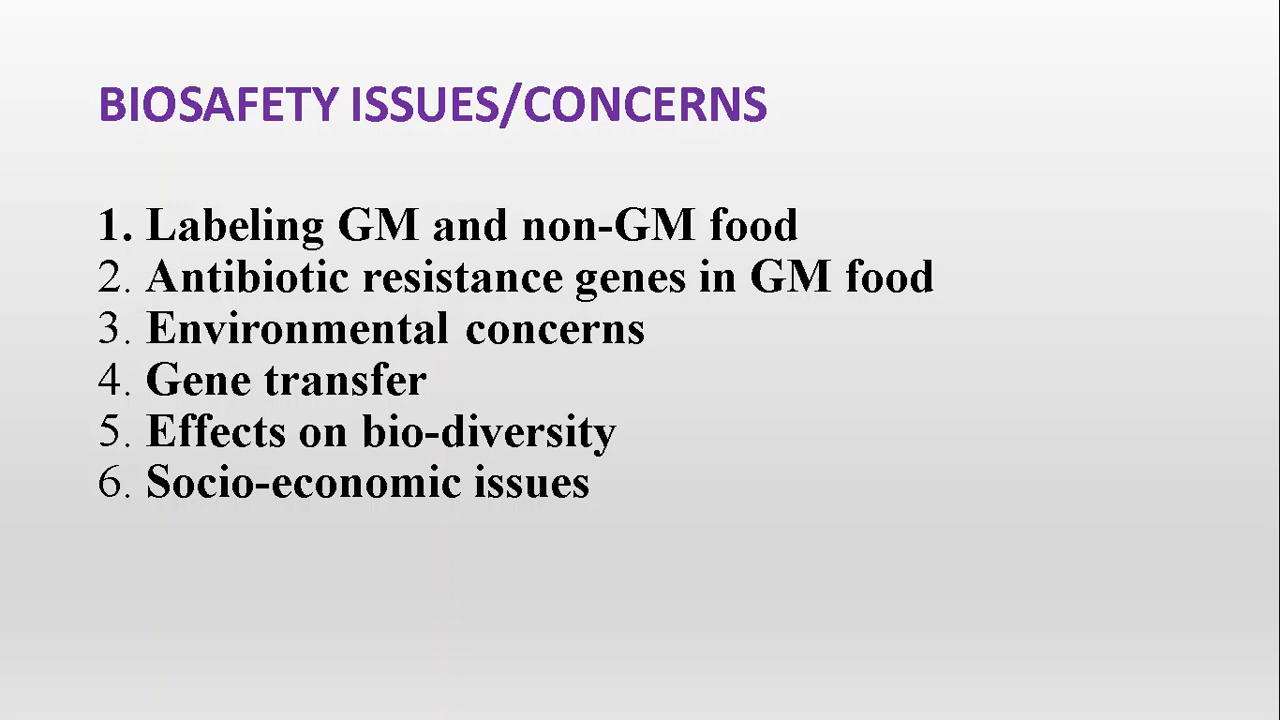 BIOSAFETY ISSUES/CONCERNS
1. Labeling GM and non-GM food
2. Antibiotic resistance genes in GM food
3. Environmental concerns
4. Gene transfer
5. Effects on bio-diversity
6. Socio-economic issues